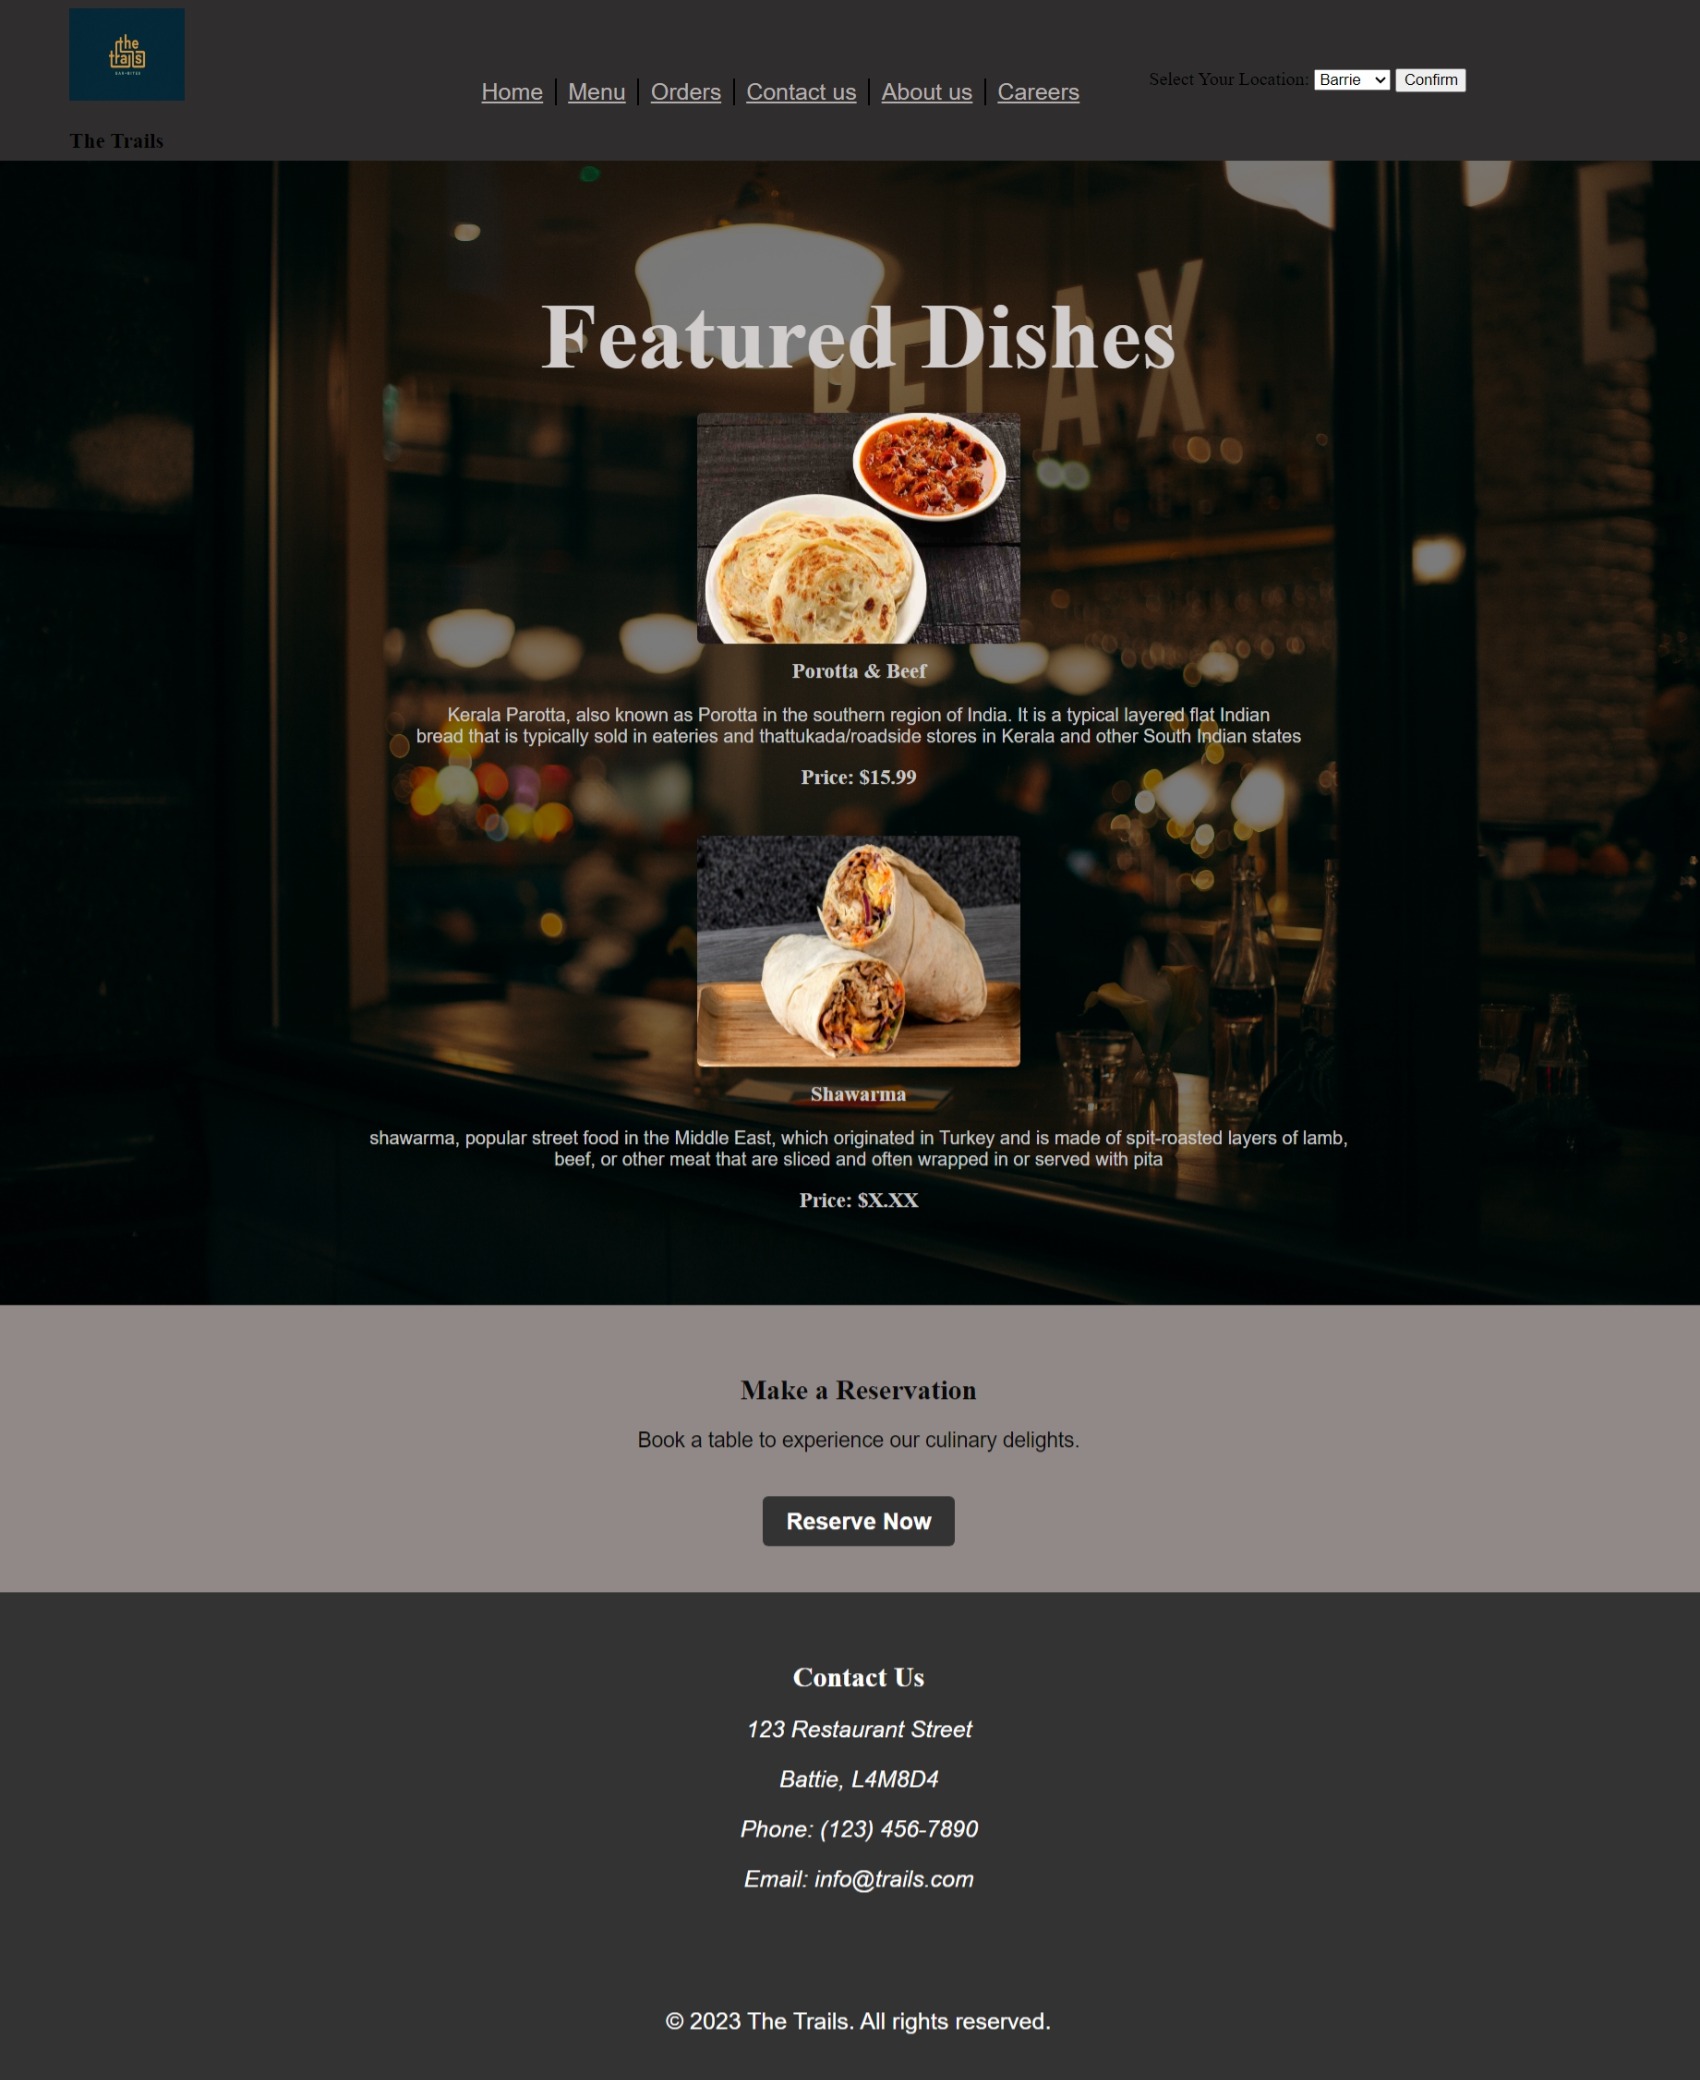 the
trails
BAR+BITES
The Trails
Home Menu Orders Contact us About us Careers
Select Your Location: Barrie Confirm
RELAX
E
Featured Dishes
Porotta & Beef
Kerala Parotta, also known as Porotta in the southern region of India. It is a typical layered flat Indian
bread that is typically sold in eateries and thattukada/roadside stores in Kerala and other South Indian states
Price: $15.99
Shawarma
shawarma, popular street food in the Middle East, which originated in Turkey and is made of spit-roasted layers of lamb,
beef, or other meat that are sliced and often wrapped in or served with pita
Price: $X.XX
Make a Reservation
Book a table to experience our culinary delights.
Reserve Now
Contact Us
123 Restaurant Street
Battie, L4M8D4
Phone: (123) 456-7890
Email: info@trails.com
© 2023 The Trails. All rights reserved.